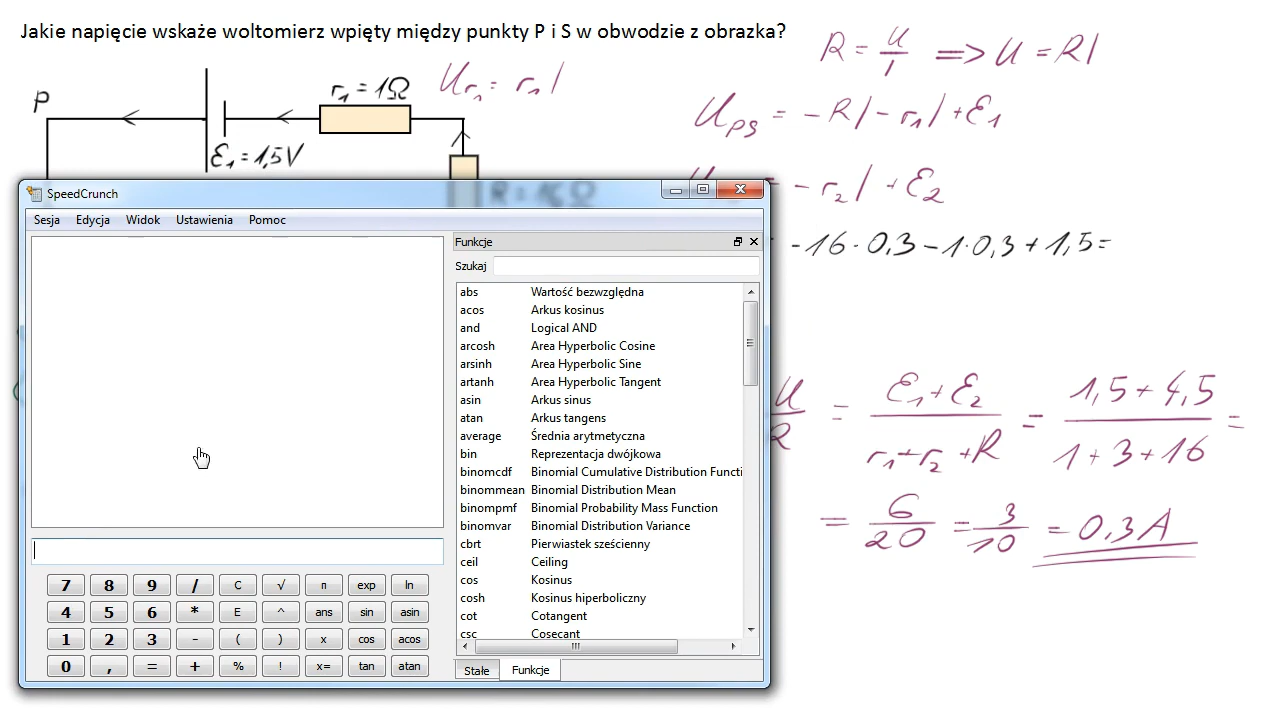 Jakie napięcie wskaże woltomierz wpięty między punkty P i S w obwodzie z obrazka?
R = U/I => U = RI
P
r₁ = 1Ω
U_r₁ = r₁I
ℰ₁ = 1,5V
U_PS = -RI - r₁I + ℰ₁
R = 16Ω
= -r₂I + ℰ₂
-16·0,3 - 1·0,3 + 1,5 =
U/R = ℰ₁+ℰ₂ / r₁+r₂+R = 1,5+4,5 / 1+3+16 =
= 6/20 = 3/10 = 0,3A
SpeedCrunch
Sesja Edycja Widok Ustawienia Pomoc
Funkcje
Szukaj
abs Wartość bezwzględna
acos Arkus kosinus
and Logical AND
arcosh Area Hyperbolic Cosine
arsinh Area Hyperbolic Sine
artanh Area Hyperbolic Tangent
asin Arkus sinus
atan Arkus tangens
average Średnia arytmetyczna
bin Reprezentacja dwójkowa
binomcdf Binomial Cumulative Distribution Functi
binommean Binomial Distribution Mean
binompmf Binomial Probability Mass Function
binomvar Binomial Distribution Variance
cbrt Pierwiastek sześcienny
ceil Ceiling
cos Kosinus
cosh Kosinus hiperboliczny
cot Cotangent
csc Cosecant
7 8 9 / C √ π exp ln
4 5 6 * E ^ ans sin asin
1 2 3 - ( ) x cos acos
0 , = + % ! x= tan atan
Stałe Funkcje